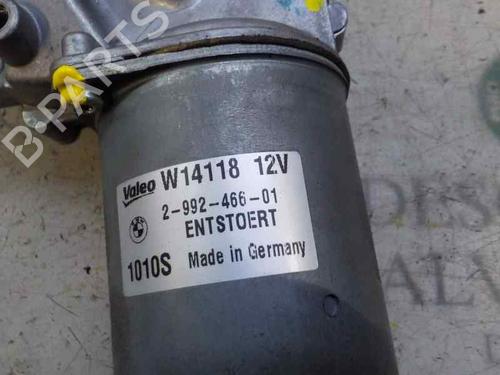 B-PARTS
Valeo W14118 12V
2-992-466-01
ENTSTOERT
1010S Made in Germany